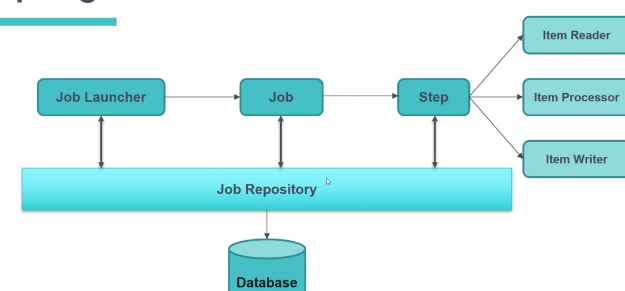 Item Reader
Job Launcher
Job
Step
Item Processor
Item Writer
Job Repository
Database